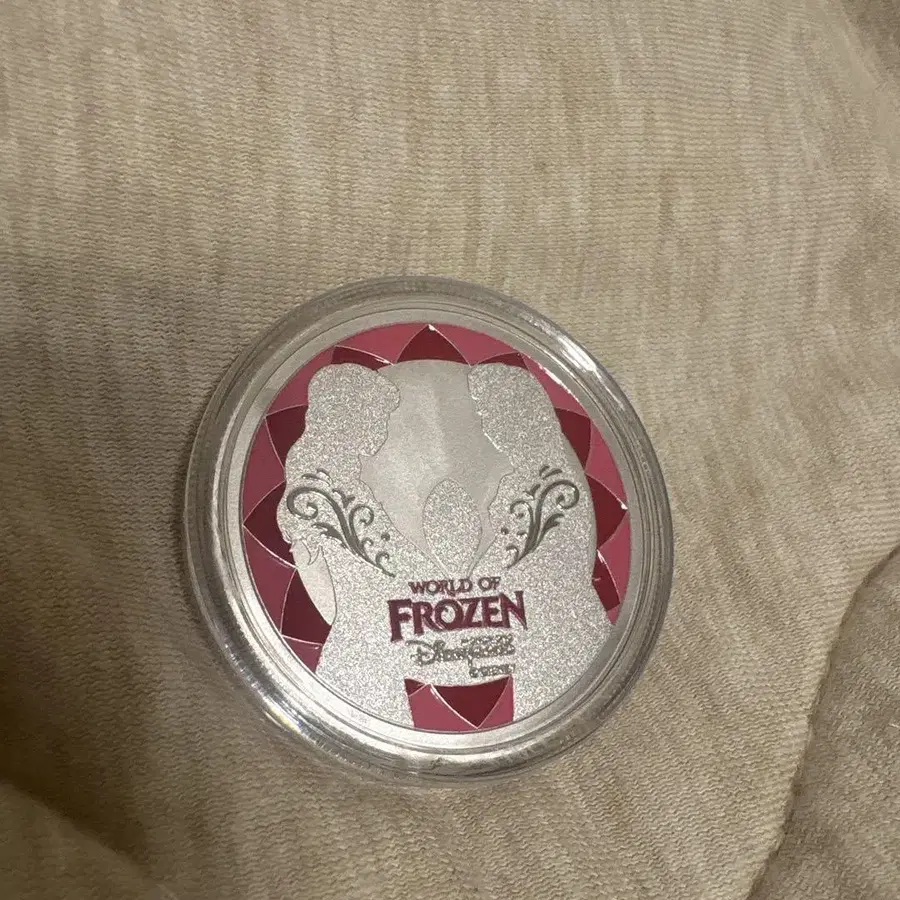 WORLD OF
FROZEN
Disneyland